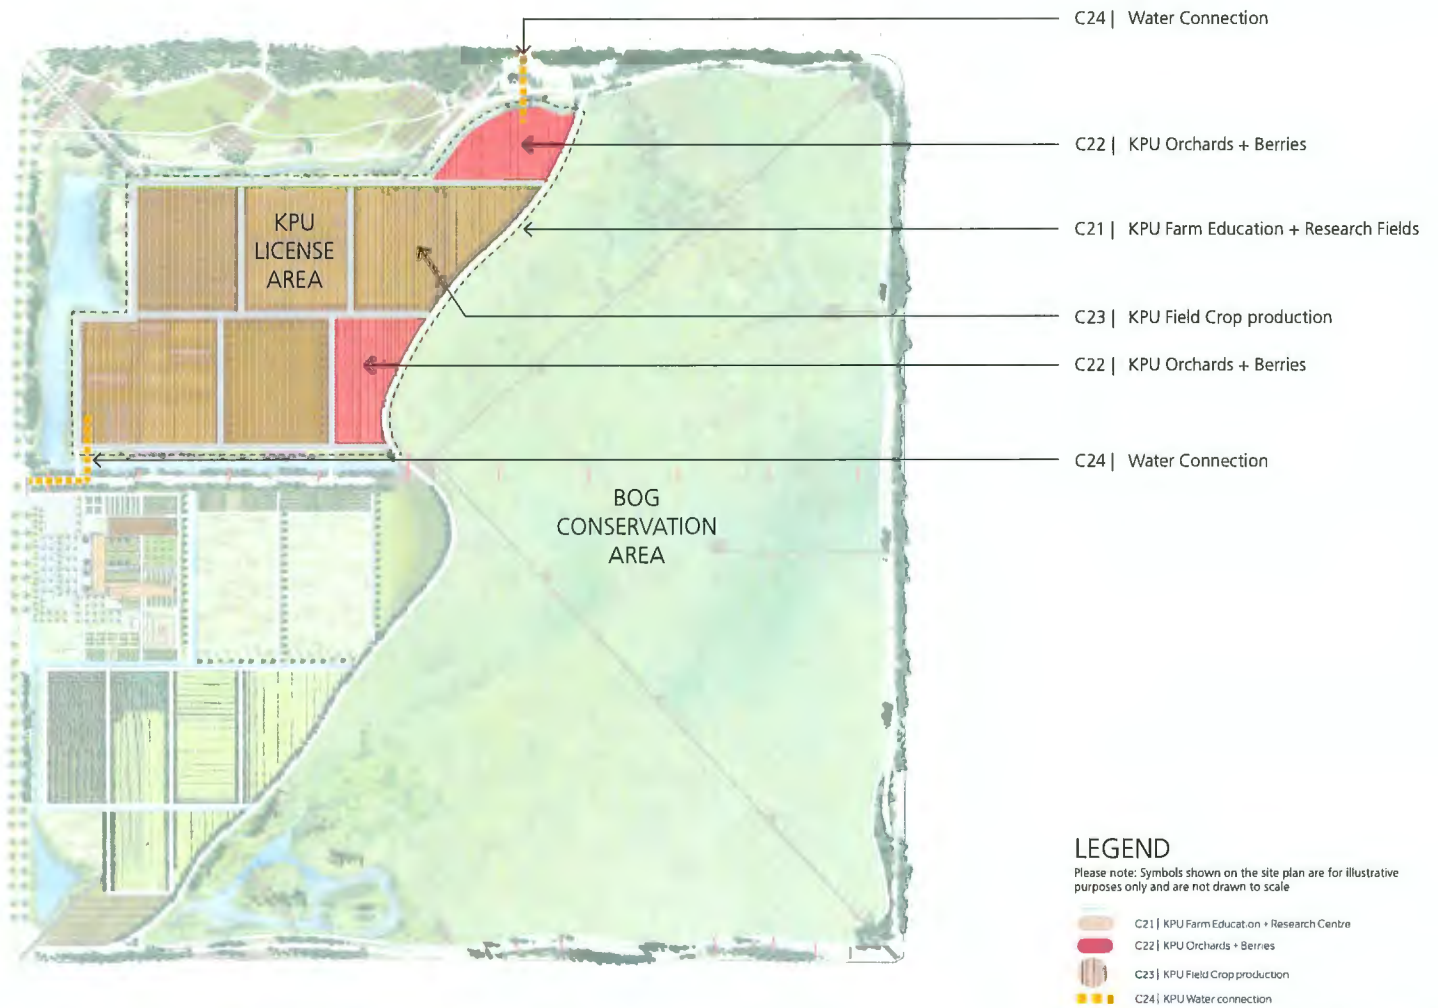 C24 | Water Connection
C22 | KPU Orchards + Berries
C21 | KPU Farm Education + Research Fields
C23 | KPU Field Crop production
C22 | KPU Orchards + Berries
C24 | Water Connection
KPU
LICENSE
AREA
BOG
CONSERVATION
AREA
LEGEND
Please note: Symbols shown on the site plan are for illustrative
purposes only and are not drawn to scale
C21 | KPU Farm Education + Research Centre
C22 | KPU Orchards + Berries
C23 | KPU Field Crop production
C24 | KPU Water connection